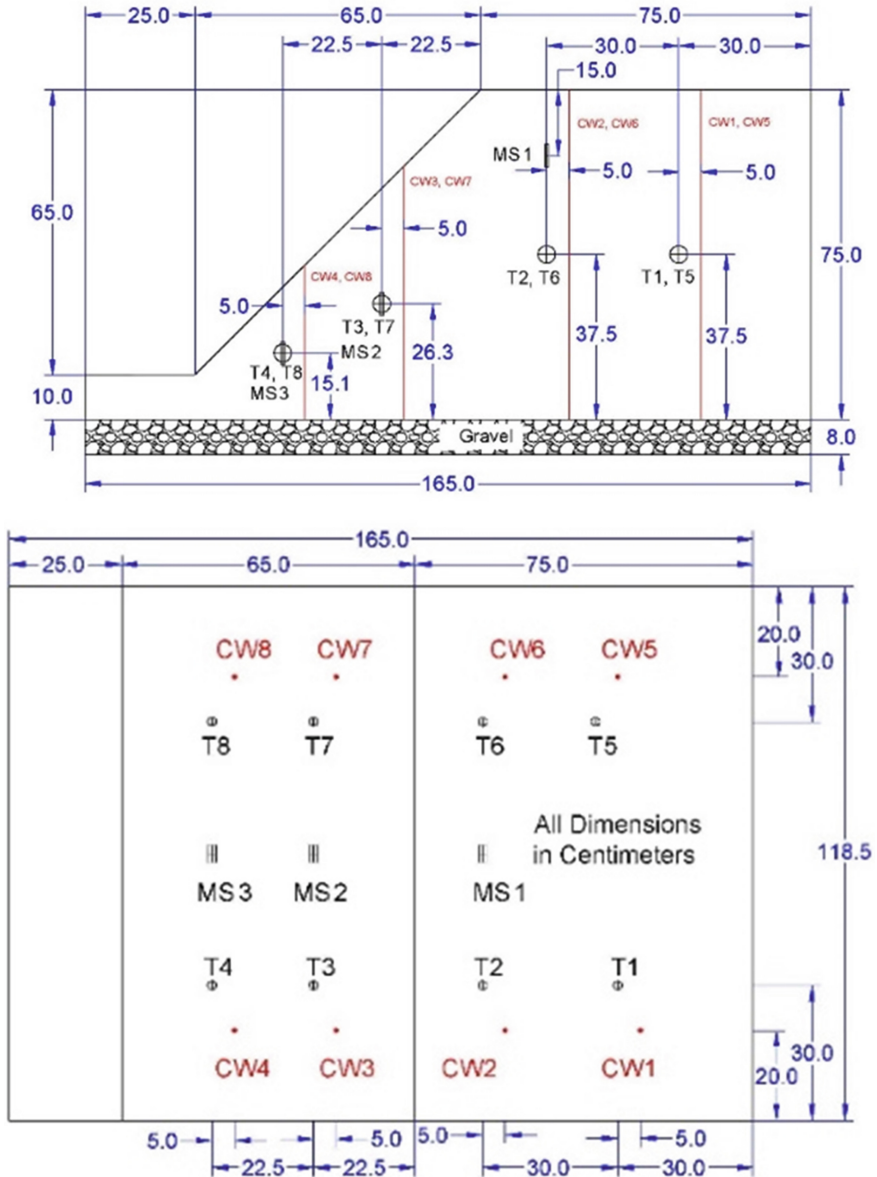 25.0 65.0 75.0
22.5 22.5 30.0 30.0
15.0
CW2, CW6 CW1, CW5
MS1
5.0 5.0
CW3, CW7
65.0
5.0
75.0
CW4, CW8
T2, T6 T1, T5
5.0
T3, T7
37.5 37.5
MS2
26.3
T4, T8
15.1
MS3
10.0
Gravel
8.0
165.0
165.0
25.0 65.0 75.0
20.0
30.0
CW8 CW7 CW6 CW5
T8 T7 T6 T5
All Dimensions
in Centimeters
118.5
MS3 MS2 MS1
T4 T3 T2 T1
30.0
CW4 CW3 CW2 CW1
20.0
5.0 5.0 5.0 5.0
22.5 22.5 30.0 30.0